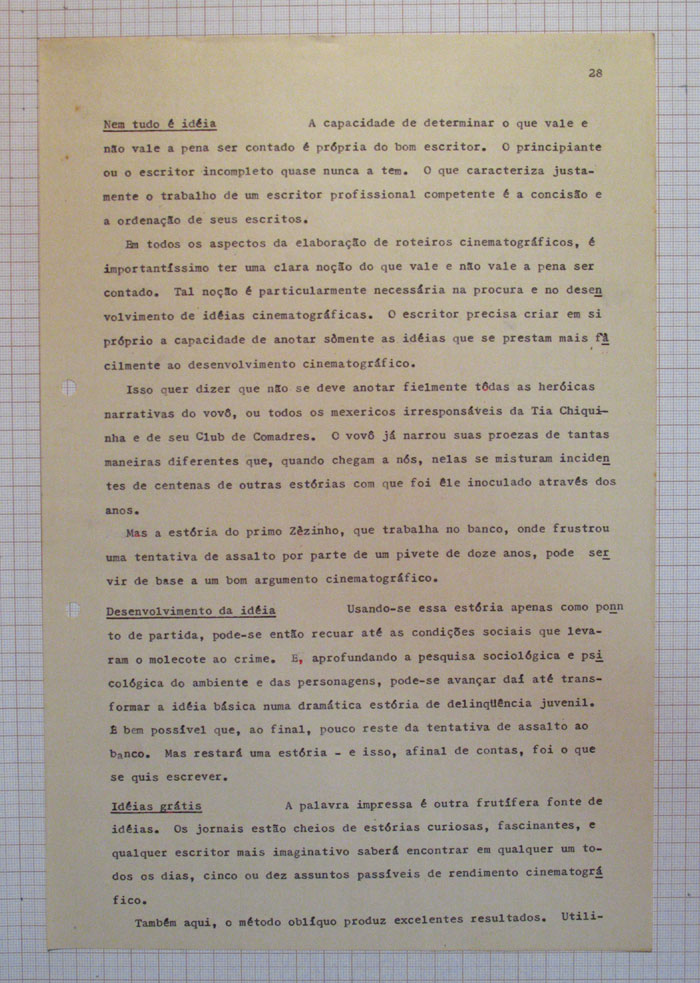 28
Nem tudo é idéia A capacidade de determinar o que vale e
não vale a pena ser contado é própria do bom escritor. O principiante
ou o escritor incompleto quase nunca a tem. O que caracteriza justa-
mente o trabalho de um escritor profissional competente é a concisão e
a ordenação de seus escritos.
Em todos os aspectos da elaboração de roteiros cinematográficos, é
importantíssimo ter uma clara noção do que vale e não vale a pena ser
contado. Tal noção é particularmente necessária na procura e no desen
volvimento de idéias cinematográficas. O escritor precisa criar em si
próprio a capacidade de anotar sòmente as idéias que se prestam mais fà
cilmente ao desenvolvimento cinematográfico.
Isso quer dizer que não se deve anotar fielmente tôdas as heróicas
narrativas do vovô, ou todos os mexericos irresponsáveis da Tia Chiqui-
nha e de seu Club de Comadres. O vovô já narrou suas proezas de tantas
maneiras diferentes que, quando chegam a nós, nelas se misturam inciden
tes de centenas de outras estórias com que foi êle inoculado através dos
anos.
Mas a estória do primo Zèzinho, que trabalha no banco, onde frustrou
uma tentativa de assalto por parte de um pivete de doze anos, pode ser
vir de base a um bom argumento cinematográfico.
Desenvolvimento da idéia Usando-se essa estória apenas como ponn
to de partida, pode-se então recuar até as condições sociais que leva-
ram o molecote ao crime. E, aprofundando a pesquisa sociológica e psi
cológica do ambiente e das personagens, pode-se avançar daí até trans-
formar a idéia básica numa dramática estória de delinqüência juvenil.
É bem possível que, ao final, pouco reste da tentativa de assalto ao
banco. Mas restará uma estória - e isso, afinal de contas, foi o que
se quis escrever.
Idéias grátis A palavra impressa é outra frutífera fonte de
idéias. Os jornais estão cheios de estórias curiosas, fascinantes, e
qualquer escritor mais imaginativo saberá encontrar em qualquer um to-
dos os dias, cinco ou dez assuntos passíveis de rendimento cinematográ
fico.
Também aqui, o método oblíquo produz excelentes resultados. Utili-